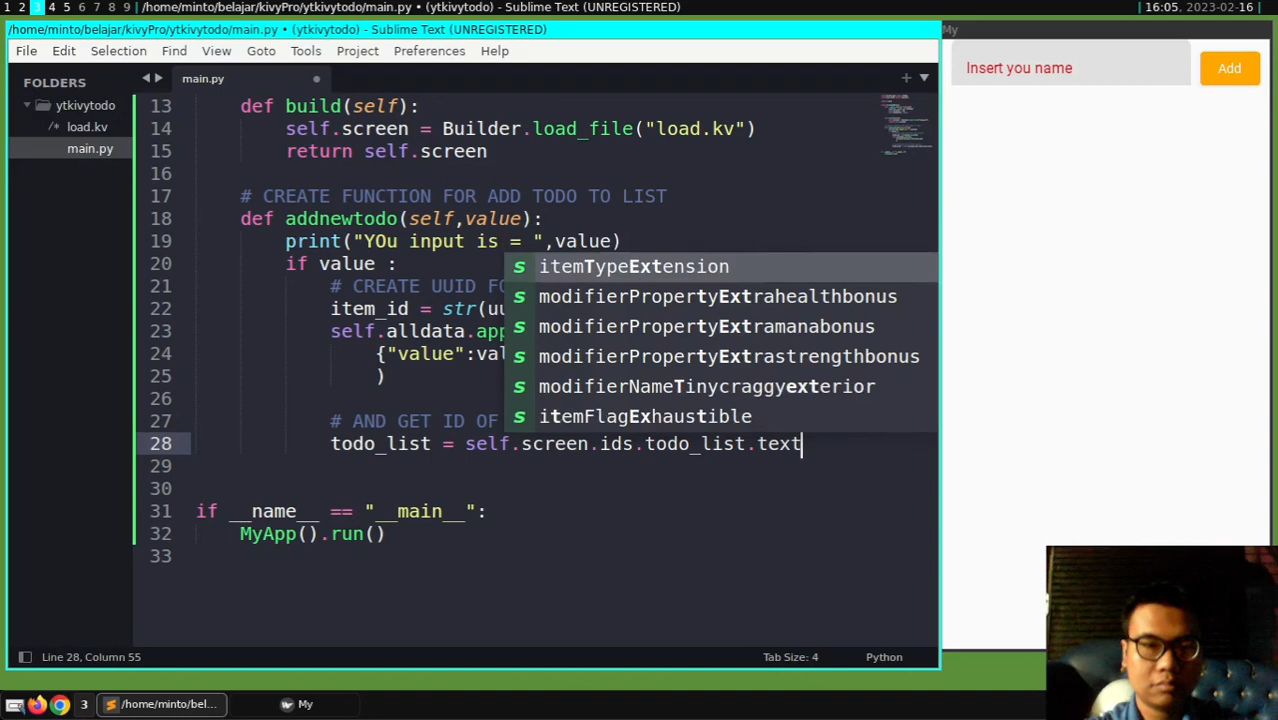 1 2 3 4 5 6 7 8 9 /home/minto/belajar/kivyPro/ytkivytodo/main.py • (ytkivytodo) - Sublime Text (UNREGISTERED) 16:05, 2023-02-16
/home/minto/belajar/kivyPro/ytkivytodo/main.py • (ytkivytodo) - Sublime Text (UNREGISTERED)
My
File Edit Selection Find View Goto Tools Project Preferences Help
Insert you name
Add
FOLDERS
ytkivytodo
/* load.kv
main.py
main.py
13 def build(self):
14 self.screen = Builder.load_file("load.kv")
15 return self.screen
16
17 # CREATE FUNCTION FOR ADD TODO TO LIST
18 def addnewtodo(self,value):
19 print("YOu input is = ",value)
20 if value :
21 # CREATE UUID FO
22 item_id = str(uu
23 self.alldata.app
24 {"value":val
25 )
26
27 # AND GET ID OF
28 todo_list = self.screen.ids.todo_list.text
29
30
31 if __name__ == "__main__":
32 MyApp().run()
33
s itemTypeExtension
s modifierPropertyExtrahealthbonus
s modifierPropertyExtramanabonus
s modifierPropertyExtrastrengthbonus
s modifierNameTinycraggyexterior
s itemFlagExhaustible
Line 28, Column 55
Tab Size: 4
Python
3
/home/minto/bel...
My